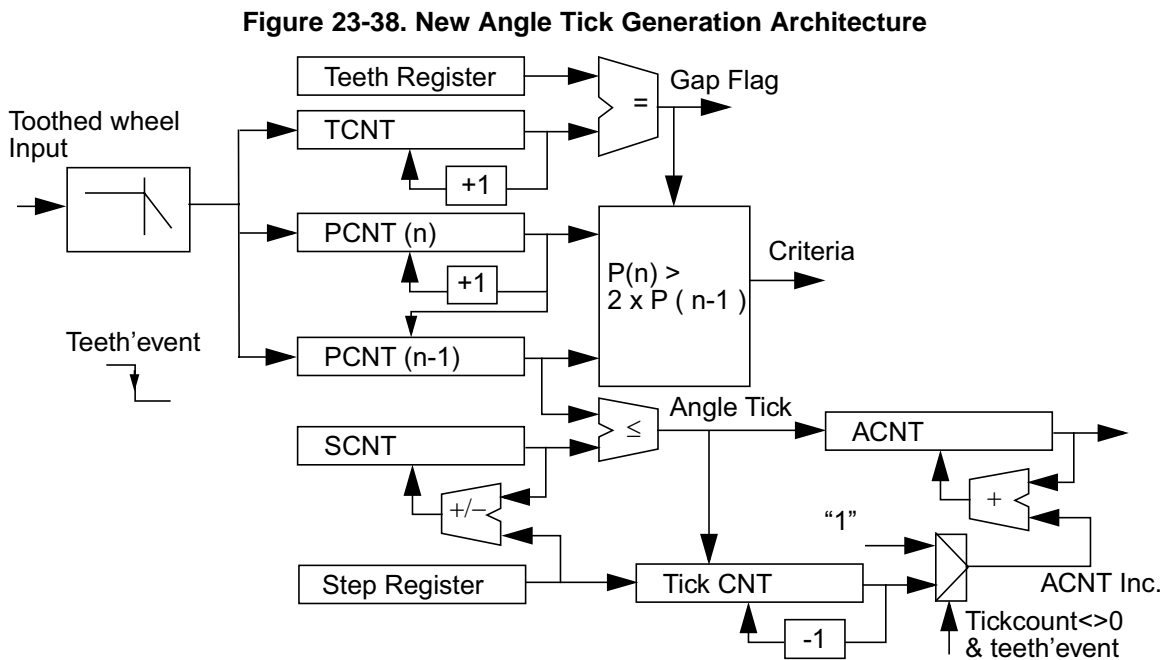 Figure 23-38. New Angle Tick Generation Architecture
Teeth Register
=
Gap Flag
Toothed wheel
Input
TCNT
+1
PCNT (n)
+1
P(n) >
2 x P ( n-1 )
Criteria
Teeth'event
PCNT (n-1)
Angle Tick
SCNT
≤
ACNT
+/−
+
“1”
Step Register
Tick CNT
ACNT Inc.
-1
Tickcount<>0
& teeth'event